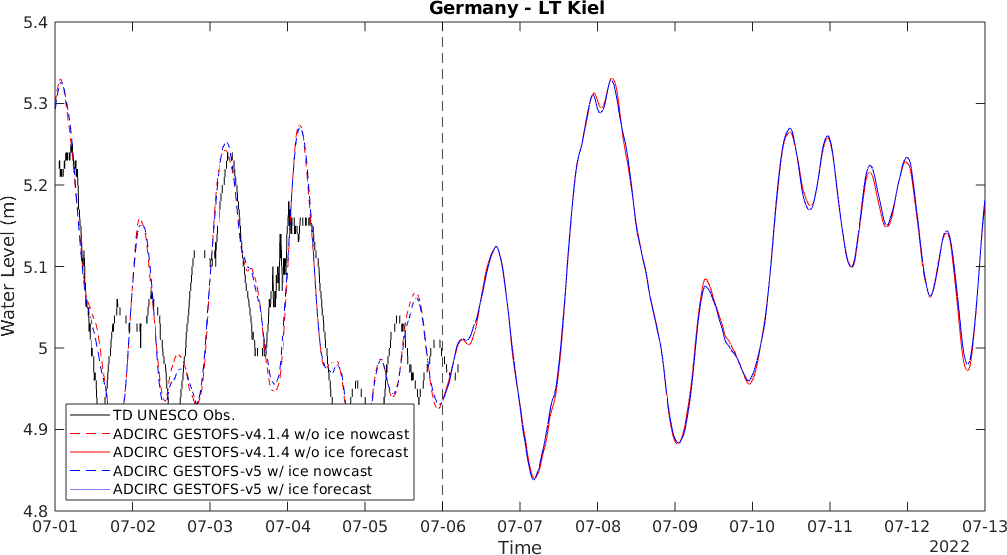 Germany - LT Kiel
5.4
5.3
5.2
5.1
5
4.9
4.8
Water Level (m)
TD UNESCO Obs.
ADCIRC GESTOFS-v4.1.4 w/o ice nowcast
ADCIRC GESTOFS-v4.1.4 w/o ice forecast
ADCIRC GESTOFS-v5 w/ ice nowcast
ADCIRC GESTOFS-v5 w/ ice forecast
07-01 07-02 07-03 07-04 07-05 07-06 07-07 07-08 07-09 07-10 07-11 07-12 07-13
Time
2022